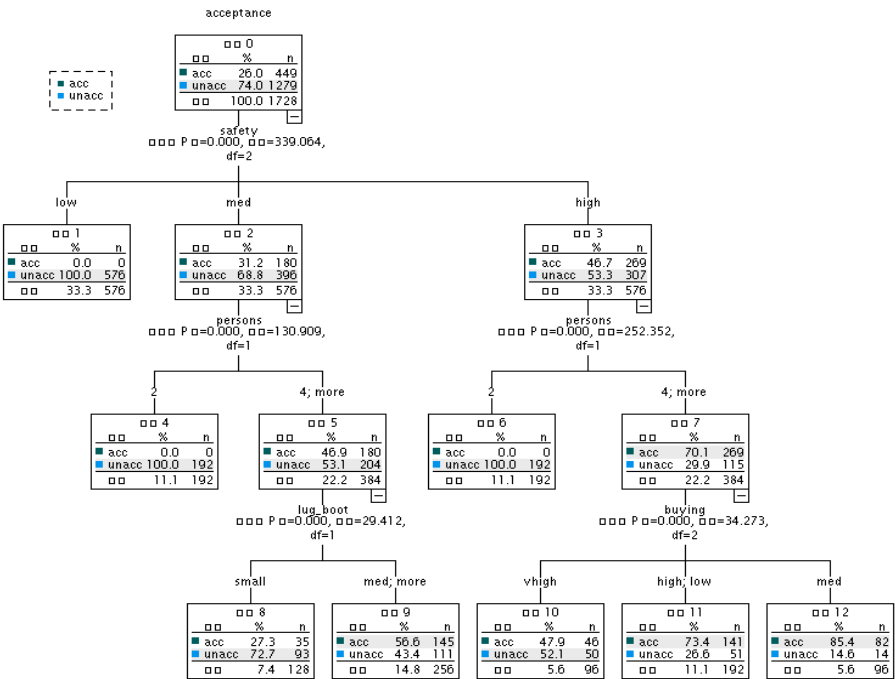 acceptance
□□ 0
□□ % n
acc 26.0 449
unacc 74.0 1279
□□ 100.0 1728
acc
unacc
safety
□□□ P □=0.000, □□=339.064,
df=2
low
med
high
□□ 1
□□ % n
acc 0.0 0
unacc 100.0 576
□□ 33.3 576
□□ 2
□□ % n
acc 31.2 180
unacc 68.8 396
□□ 33.3 576
□□ 3
□□ % n
acc 46.7 269
unacc 53.3 307
□□ 33.3 576
persons
□□□ P □=0.000, □□=130.909,
df=1
persons
□□□ P □=0.000, □□=252.352,
df=1
2
4; more
2
4; more
□□ 4
□□ % n
acc 0.0 0
unacc 100.0 192
□□ 11.1 192
□□ 5
□□ % n
acc 46.9 180
unacc 53.1 204
□□ 22.2 384
□□ 6
□□ % n
acc 0.0 0
unacc 100.0 192
□□ 11.1 192
□□ 7
□□ % n
acc 70.1 269
unacc 29.9 115
□□ 22.2 384
lug_boot
□□□ P □=0.000, □□=29.412,
df=1
buying
□□□ P □=0.000, □□=34.273,
df=2
small
med; more
vhigh
high; low
med
□□ 8
□□ % n
acc 27.3 35
unacc 72.7 93
□□ 7.4 128
□□ 9
□□ % n
acc 56.6 145
unacc 43.4 111
□□ 14.8 256
□□ 10
□□ % n
acc 47.9 46
unacc 52.1 50
□□ 5.6 96
□□ 11
□□ % n
acc 73.4 141
unacc 26.6 51
□□ 11.1 192
□□ 12
□□ % n
acc 85.4 82
unacc 14.6 14
□□ 5.6 96